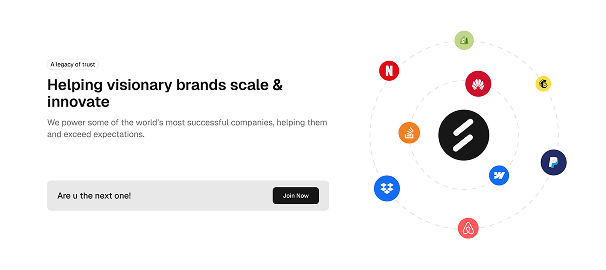 A legacy of trust
Helping visionary brands scale &
innovate
We power some of the world's most successful companies, helping them
and exceed expectations.
Are u the next one!
Join Now